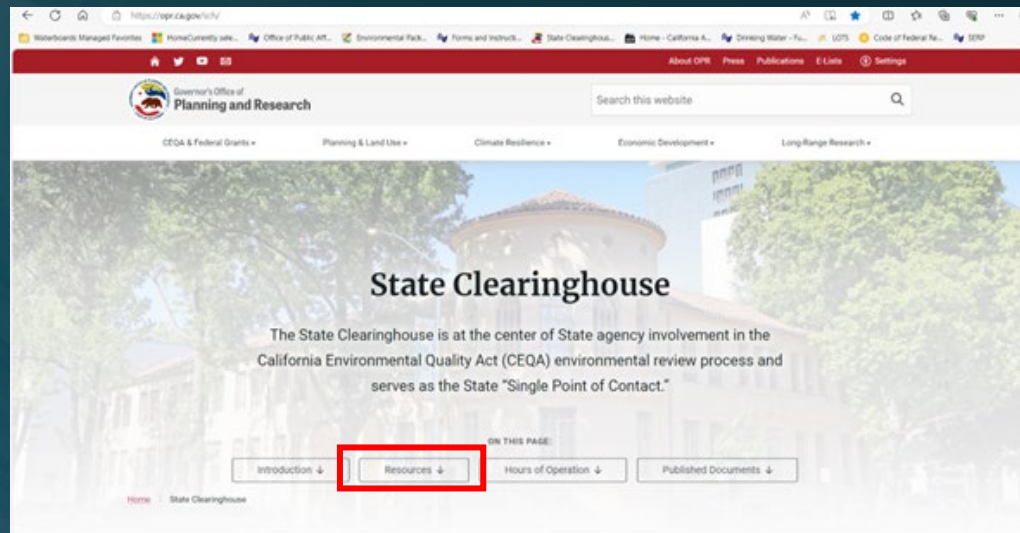 https://opr.ca.gov/sch/
Waterboards Managed Favorites HomeCurrently sele... Office of Public Aff... Environmental Pack... Forms and Instructi... State Clearinghous... Home - California A... Drinking Water - Fu... LGTS Code of Federal Re... SERP
About OPR Press Publications E-Lists Settings
Governor's Office of
Planning and Research
Search this website
CEQA & Federal Grants Planning & Land Use Climate Resilience Economic Development Long-Range Research
State Clearinghouse
The State Clearinghouse is at the center of State agency involvement in the
California Environmental Quality Act (CEQA) environmental review process and
serves as the State "Single Point of Contact."
ON THIS PAGE:
Introduction ↓ Resources ↓ Hours of Operation ↓ Published Documents ↓
Home State Clearinghouse